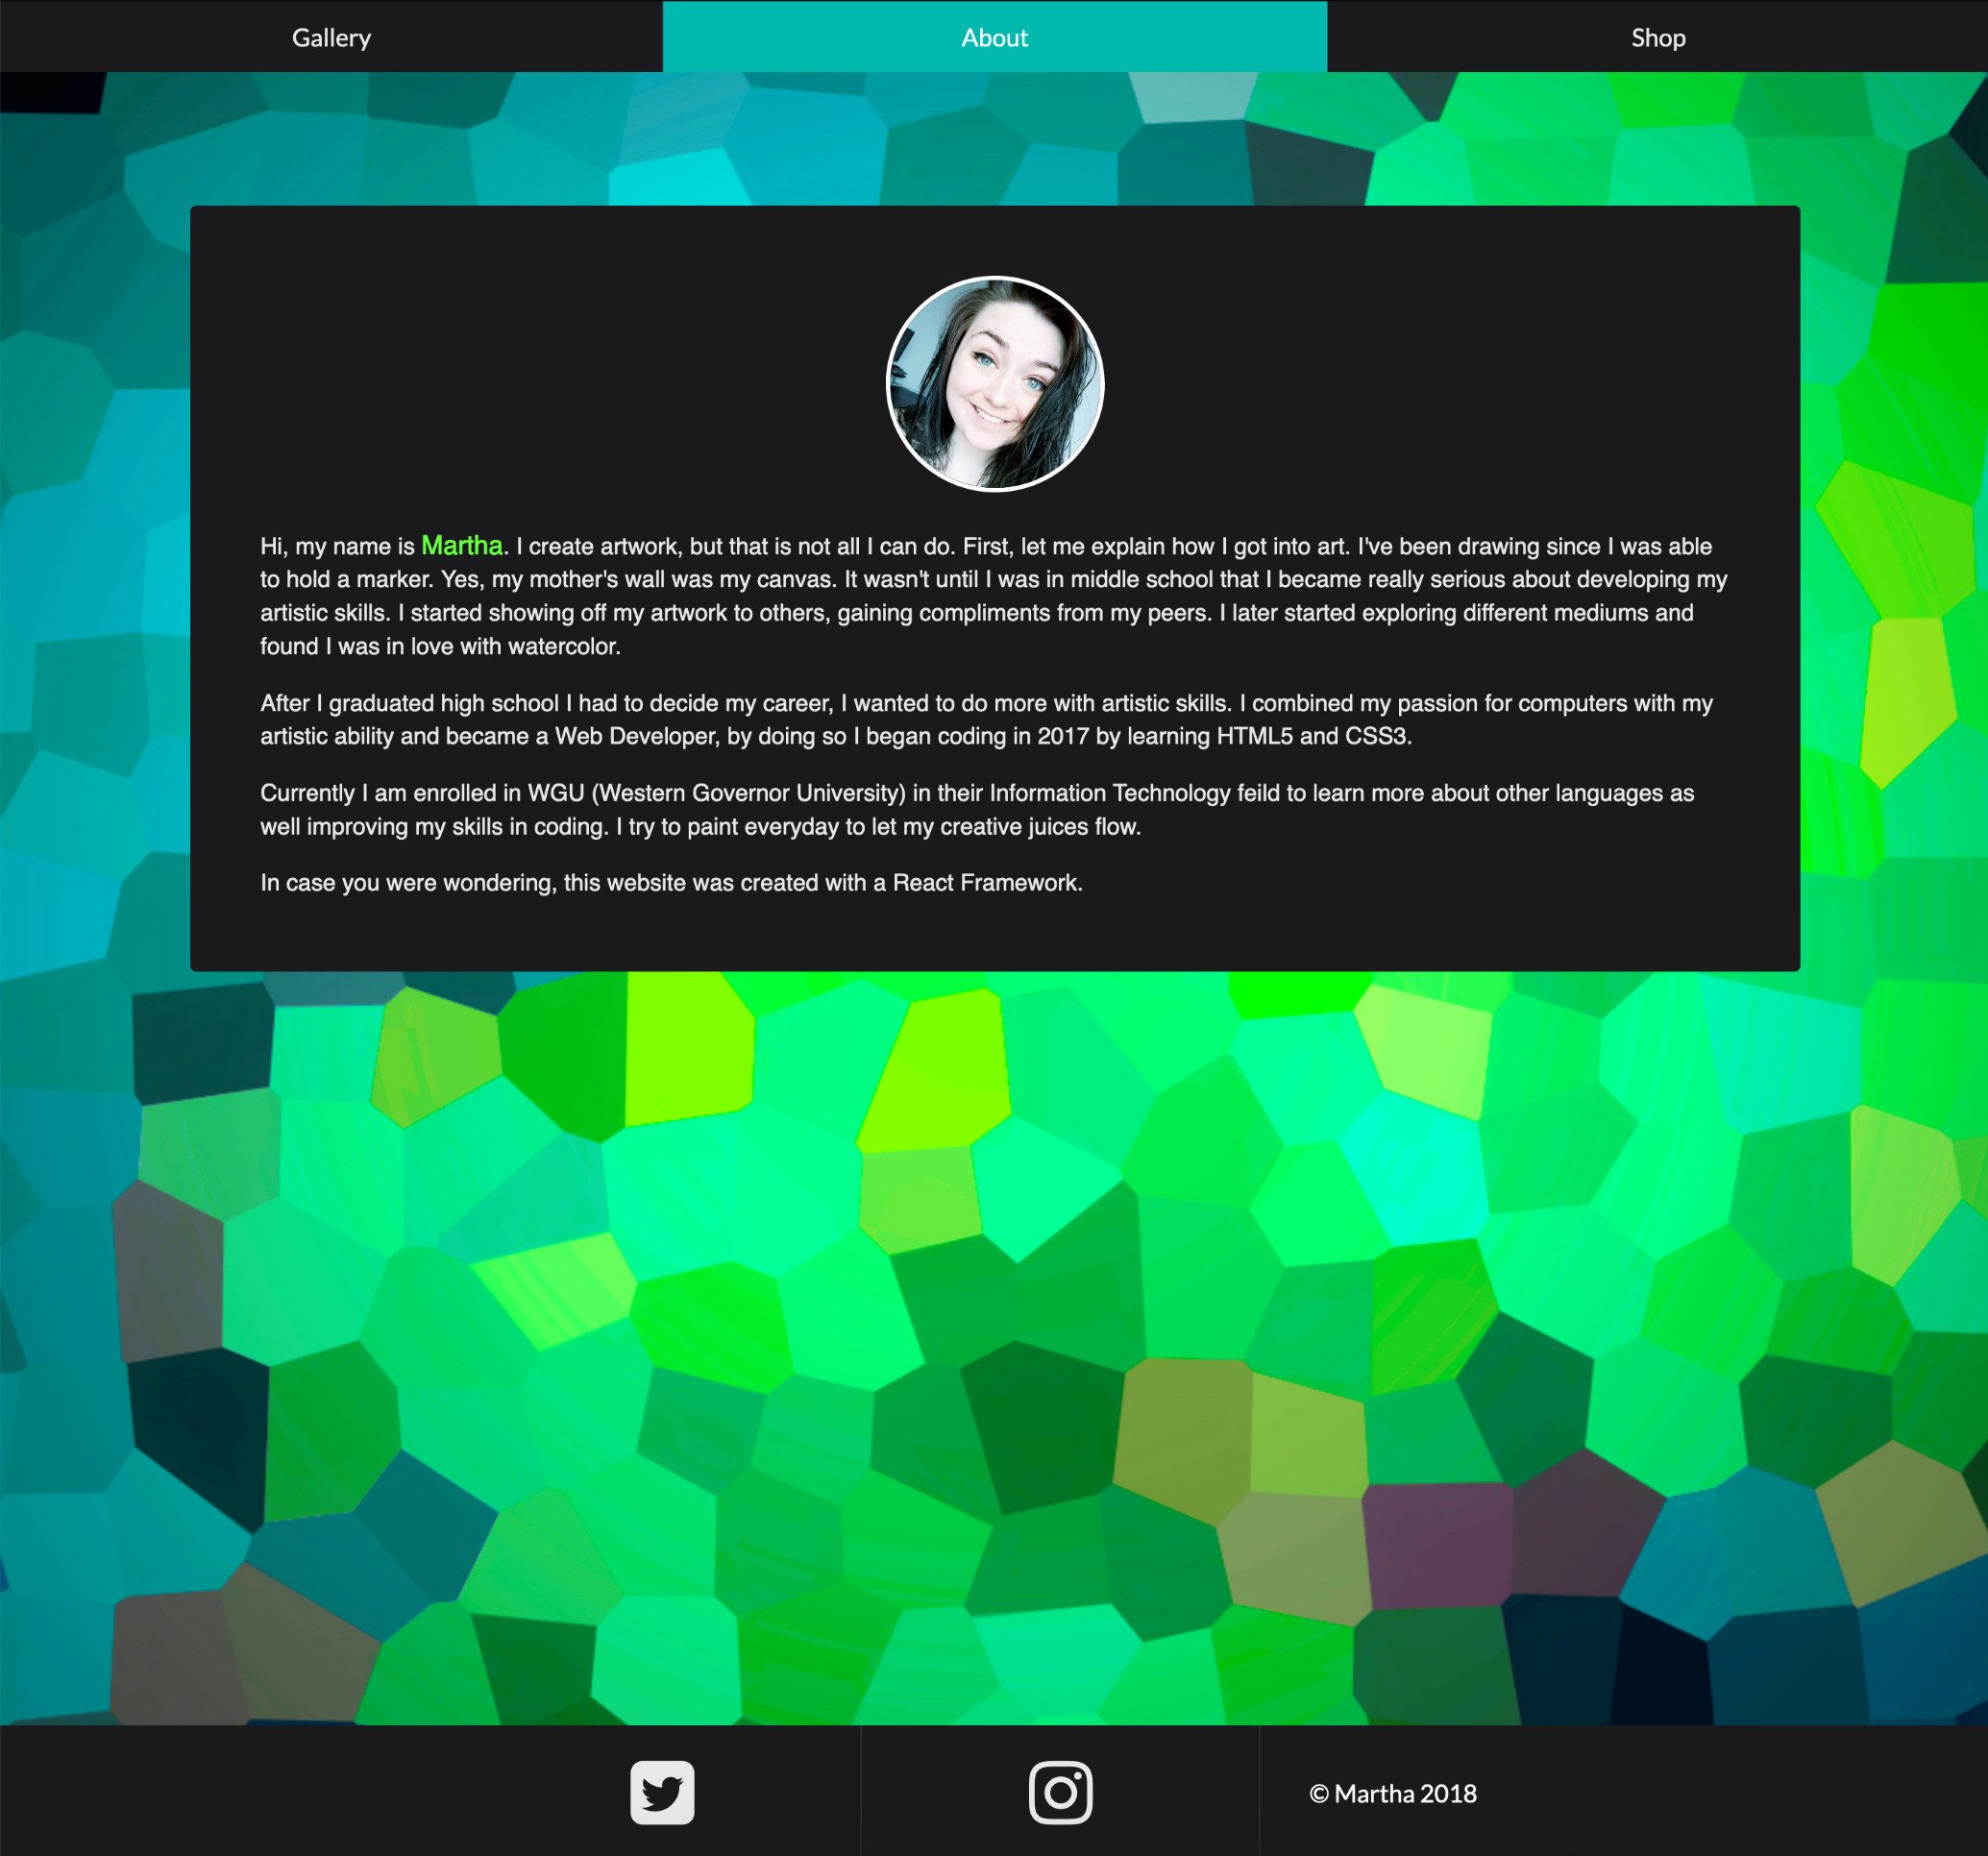 Gallery
About
Shop
Hi, my name is Martha. I create artwork, but that is not all I can do. First, let me explain how I got into art. I've been drawing since I was able
to hold a marker. Yes, my mother's wall was my canvas. It wasn't until I was in middle school that I became really serious about developing my
artistic skills. I started showing off my artwork to others, gaining compliments from my peers. I later started exploring different mediums and
found I was in love with watercolor.
After I graduated high school I had to decide my career, I wanted to do more with artistic skills. I combined my passion for computers with my
artistic ability and became a Web Developer, by doing so I began coding in 2017 by learning HTML5 and CSS3.
Currently I am enrolled in WGU (Western Governor University) in their Information Technology feild to learn more about other languages as
well improving my skills in coding. I try to paint everyday to let my creative juices flow.
In case you were wondering, this website was created with a React Framework.
© Martha 2018